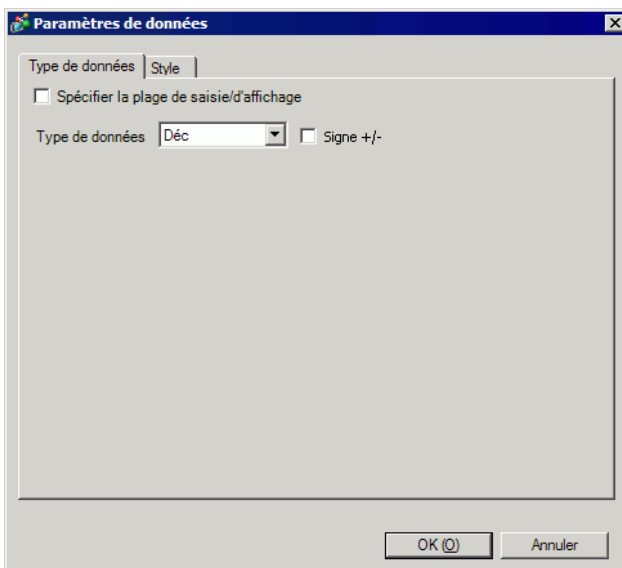 Paramètres de données
Type de données Style
Spécifier la plage de saisie/d'affichage
Type de données Déc Signe +/-
OK (O) Annuler